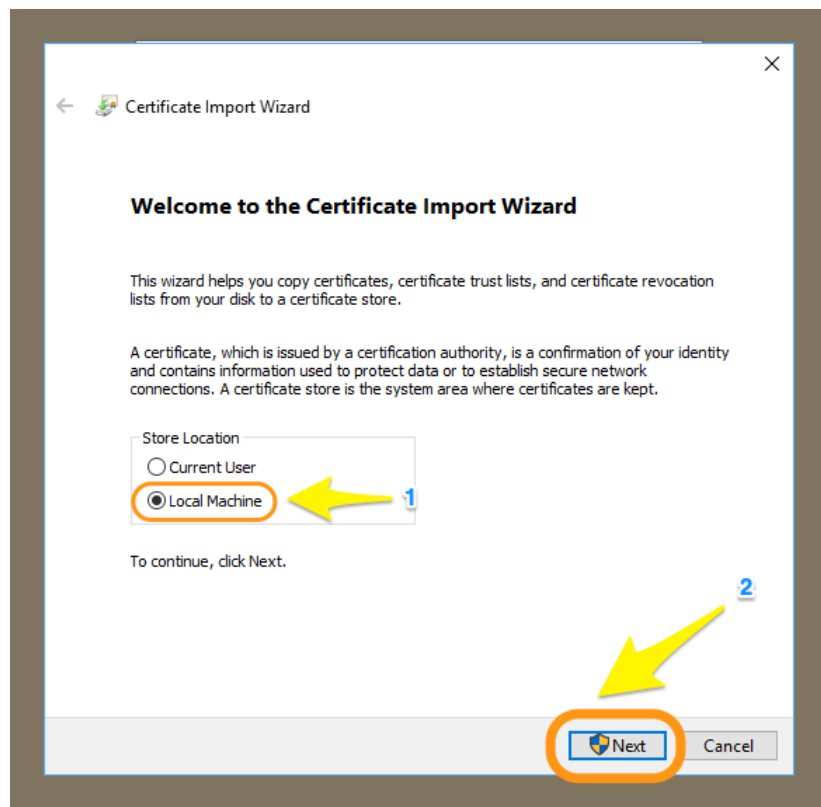 Certificate Import Wizard
Welcome to the Certificate Import Wizard
This wizard helps you copy certificates, certificate trust lists, and certificate revocation
lists from your disk to a certificate store.
A certificate, which is issued by a certification authority, is a confirmation of your identity
and contains information used to protect data or to establish secure network
connections. A certificate store is the system area where certificates are kept.
Store Location
Current User
Local Machine 1
To continue, click Next.
2
Next Cancel